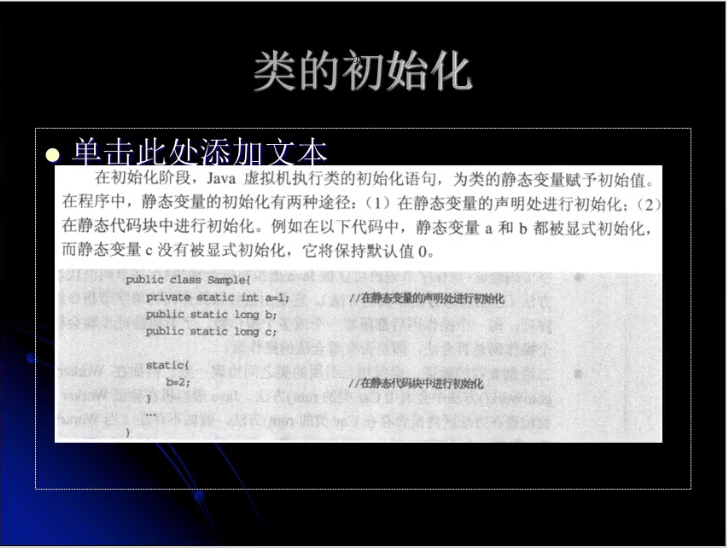 类的初始化
单击此处添加文本
在初始化阶段，Java 虚拟机执行类的初始化语句，为类的静态变量赋予初始值。
在程序中，静态变量的初始化有两种途径：（1）在静态变量的声明处进行初始化；（2）
在静态代码块中进行初始化。例如在以下代码中，静态变量 a 和 b 都被显式初始化，
而静态变量 c 没有被显式初始化，它将保持默认值 0。
public class Sample{
private static int a=1; //在静态变量的声明处进行初始化
public static long b;
public static long c;
static{
b=2; //在静态代码块中进行初始化
}
...
}